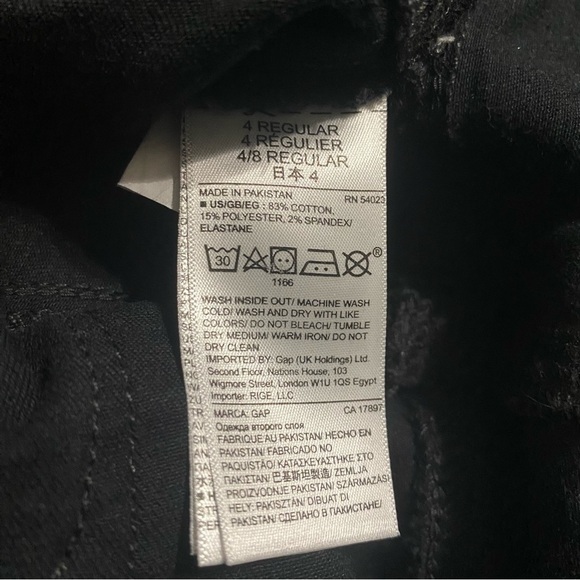 4 REGULAR
4 RÉGULIER
4/8 REGULAR
日本 4
MADE IN PAKISTAN RN 54023
■ US/GB/EG : 83% COTTON,
15% POLYESTER, 2% SPANDEX/
ELASTANE
30 ®
1166
WASH INSIDE OUT/ MACHINE WASH
COLD/ WASH AND DRY WITH LIKE
COLORS/ DO NOT BLEACH/ TUMBLE
DRY MEDIUM/ WARM IRON/ DO NOT
DRY CLEAN
IMPORTED BY: Gap (UK Holdings) Ltd.
Second Floor, Nations House, 103
Wigmore Street, London W1U 1QS Egypt
Importer: RIGE, LLC
MARCA: GAP CA 17897
Одежда второго слоя
FABRIQUÉ AU PAKISTAN/ HECHO EN
PAKISTAN/ FABRICADO NO
PAQUISTÃO/ ΚΑΤΑΣΚΕΥΑΣΤΗΚΕ ΣΤΟ
ΠΑΚΙΣΤΑΝ/ 巴基斯坦製造/ ZEMLJA
PROIZVODNJE PAKISTAN/ SZÁRMAZÁSI
HELY: PAKISZTÁN/ DIBUAT DI
PAKISTAN/ СДЕЛАНО В ПАКИСТАНЕ/